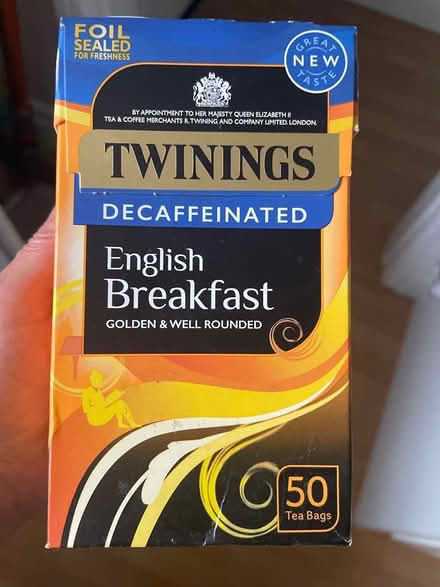 FOIL
SEALED
FOR FRESHNESS
GREAT
NEW
TASTE
BY APPOINTMENT TO HER MAJESTY QUEEN ELIZABETH II
TEA & COFFEE MERCHANTS R. TWINING AND COMPANY LIMITED. LONDON.
TWININGS
DECAFFEINATED
English
Breakfast
GOLDEN & WELL ROUNDED
50
Tea Bags